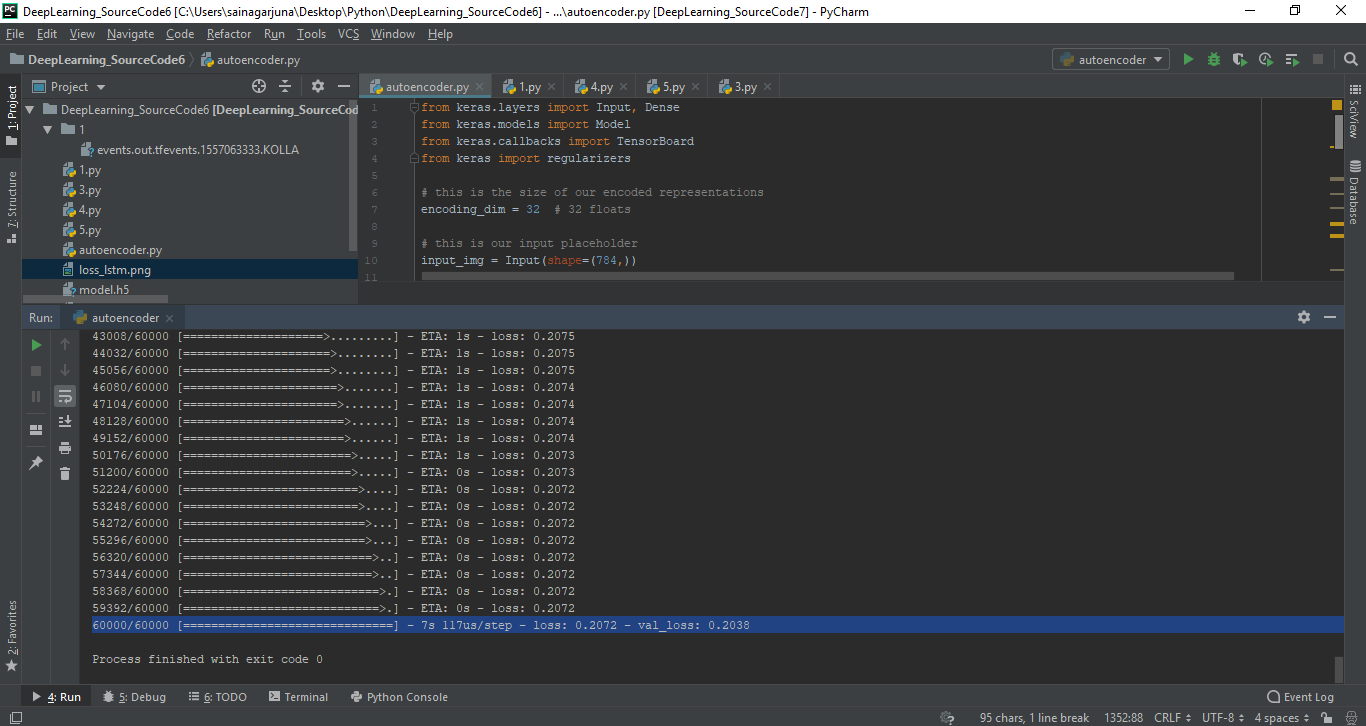 DeepLearning_SourceCode6 [C:\Users\sainagarjuna\Desktop\Python\DeepLearning_SourceCode6] - ...\autoencoder.py [DeepLearning_SourceCode7] - PyCharm
File Edit View Navigate Code Refactor Run Tools VCS Window Help
DeepLearning_SourceCode6 autoencoder.py
autoencoder
1: Project
7: Structure
2: Favorites
Project
DeepLearning_SourceCode6 [DeepLearning_SourceCod
1
events.out.tfevents.1557063333.KOLLA
1.py
3.py
4.py
5.py
autoencoder.py
loss_lstm.png
model.h5
autoencoder.py 1.py 4.py 5.py 3.py
1 from keras.layers import Input, Dense
2 from keras.models import Model
3 from keras.callbacks import TensorBoard
4 from keras import regularizers
5
6 # this is the size of our encoded representations
7 encoding_dim = 32  # 32 floats
8
9 # this is our input placeholder
10 input_img = Input(shape=(784,))
11
SciView
Database
Run: autoencoder
43008/60000 [====================>.........] - ETA: 1s - loss: 0.2075
44032/60000 [=====================>........] - ETA: 1s - loss: 0.2075
45056/60000 [=====================>........] - ETA: 1s - loss: 0.2075
46080/60000 [======================>.......] - ETA: 1s - loss: 0.2074
47104/60000 [======================>.......] - ETA: 1s - loss: 0.2074
48128/60000 [=======================>......] - ETA: 1s - loss: 0.2074
49152/60000 [=======================>......] - ETA: 1s - loss: 0.2074
50176/60000 [========================>.....] - ETA: 1s - loss: 0.2073
51200/60000 [========================>.....] - ETA: 0s - loss: 0.2073
52224/60000 [=========================>....] - ETA: 0s - loss: 0.2072
53248/60000 [=========================>....] - ETA: 0s - loss: 0.2072
54272/60000 [==========================>...] - ETA: 0s - loss: 0.2072
55296/60000 [==========================>...] - ETA: 0s - loss: 0.2072
56320/60000 [===========================>..] - ETA: 0s - loss: 0.2072
57344/60000 [===========================>..] - ETA: 0s - loss: 0.2072
58368/60000 [============================>.] - ETA: 0s - loss: 0.2072
59392/60000 [============================>.] - ETA: 0s - loss: 0.2072
60000/60000 [==============================] - 7s 117us/step - loss: 0.2072 - val_loss: 0.2038
Process finished with exit code 0
4: Run 5: Debug 6: TODO Terminal Python Console Event Log
95 chars, 1 line break 1352:88 CRLF UTF-8 4 spaces